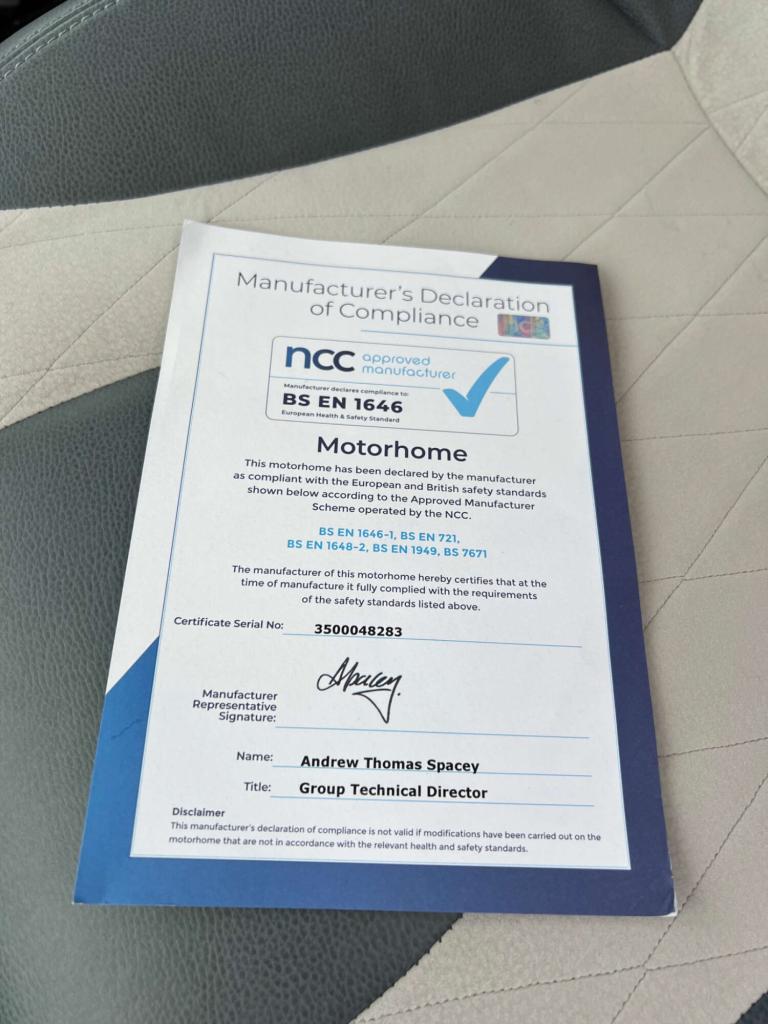 Manufacturer's Declaration
of Compliance
ncc approved
manufacturer
Manufacturer declares compliance to:
BS EN 1646
European Health & Safety Standard
Motorhome
This motorhome has been declared by the manufacturer
as compliant with the European and British safety standards
shown below according to the Approved Manufacturer
Scheme operated by the NCC.
BS EN 1646-1, BS EN 721,
BS EN 1648-2, BS EN 1949, BS 7671
The manufacturer of this motorhome hereby certifies that at the
time of manufacture it fully complied with the requirements
of the safety standards listed above.
Certificate Serial No: 3500048283
Manufacturer
Representative
Signature: ASpacey.
Name: Andrew Thomas Spacey
Title: Group Technical Director
Disclaimer
This manufacturer's declaration of compliance is not valid if modifications have been carried out on the
motorhome that are not in accordance with the relevant health and safety standards.